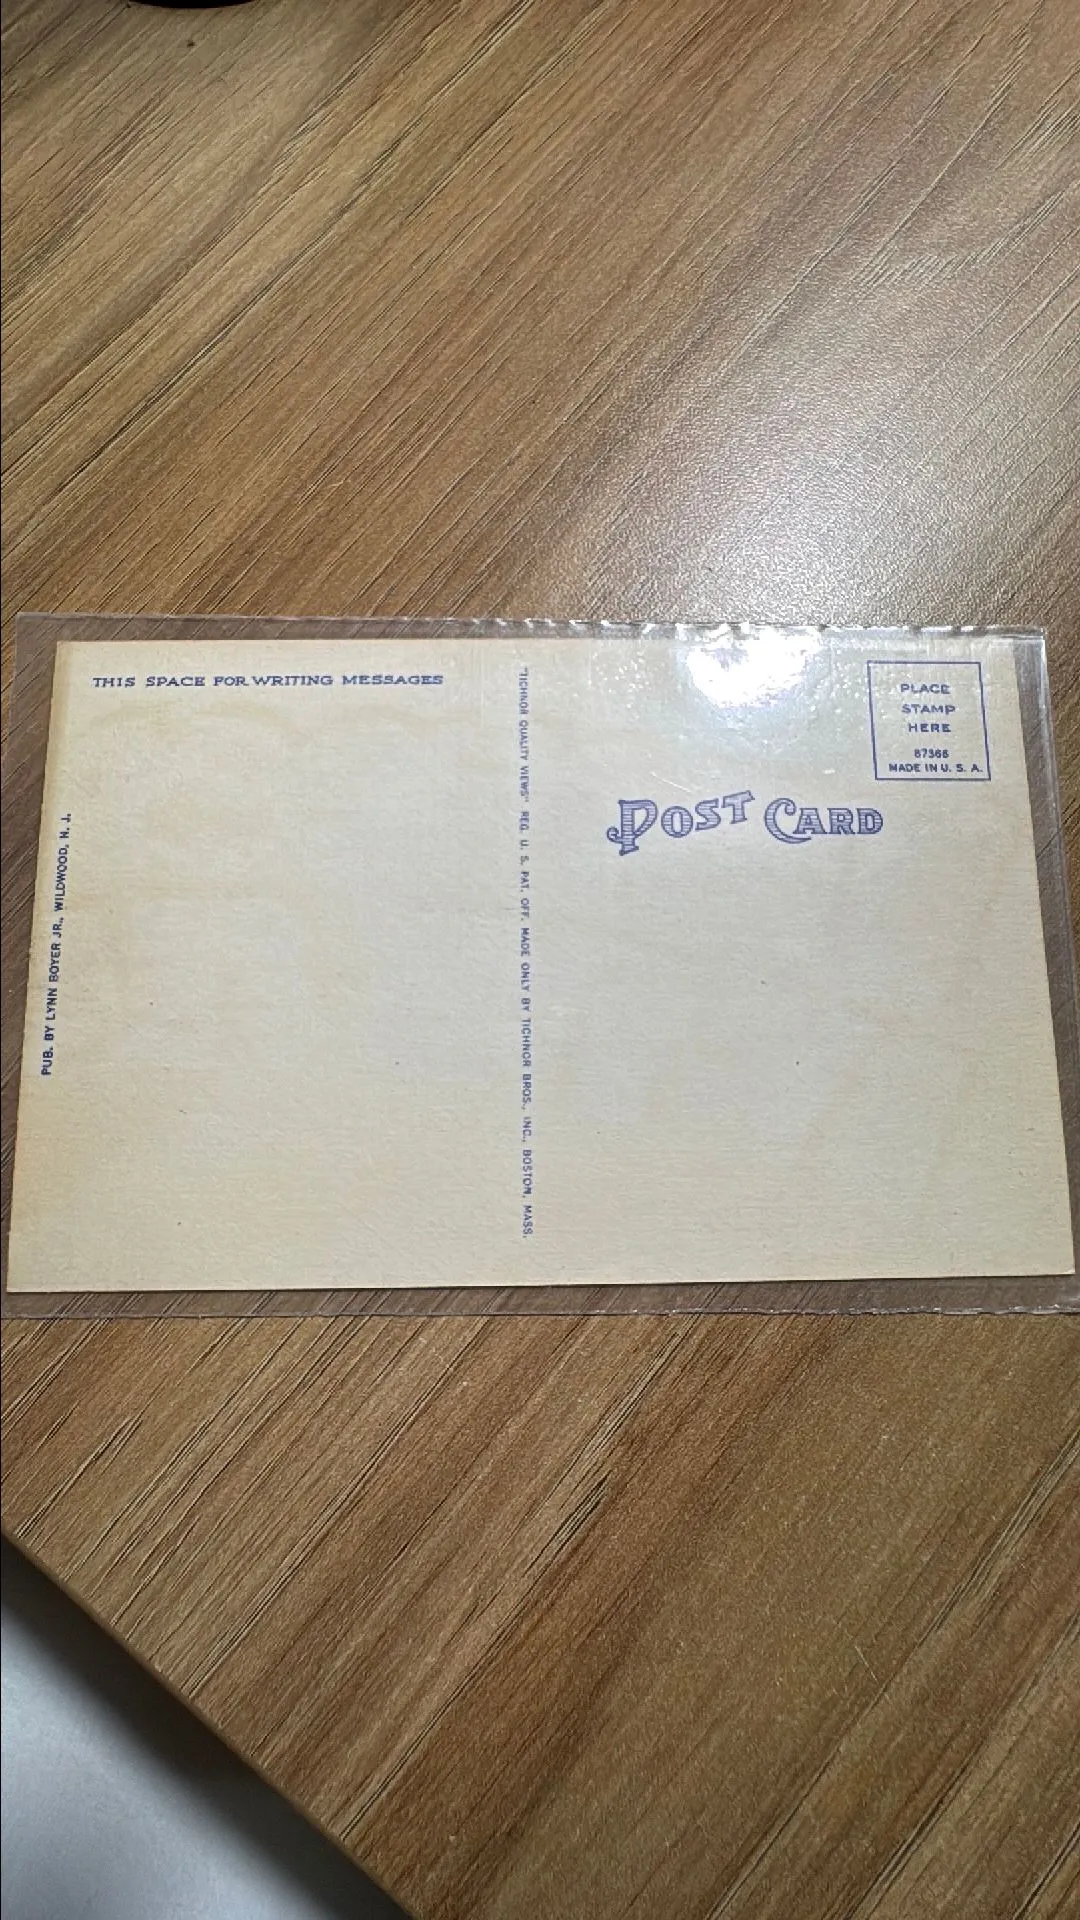 THIS SPACE FOR WRITING MESSAGES
PUB. BY LYNN BOYER JR., WILDWOOD, N. J.
"TICHNOR QUALITY VIEWS" REG. U. S. PAT. OFF. MADE ONLY BY TICHNOR BROS., INC., BOSTON, MASS.
PLACE
STAMP
HERE
87366
MADE IN U. S. A.
POST CARD